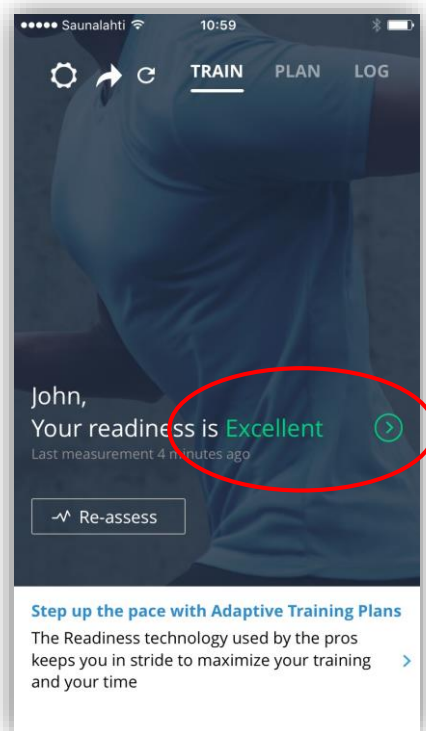 Saunalahti 10:59
TRAIN PLAN LOG
John,
Your readiness is Excellent
Last measurement 4 minutes ago
Re-assess
Step up the pace with Adaptive Training Plans
The Readiness technology used by the pros
keeps you in stride to maximize your training
and your time